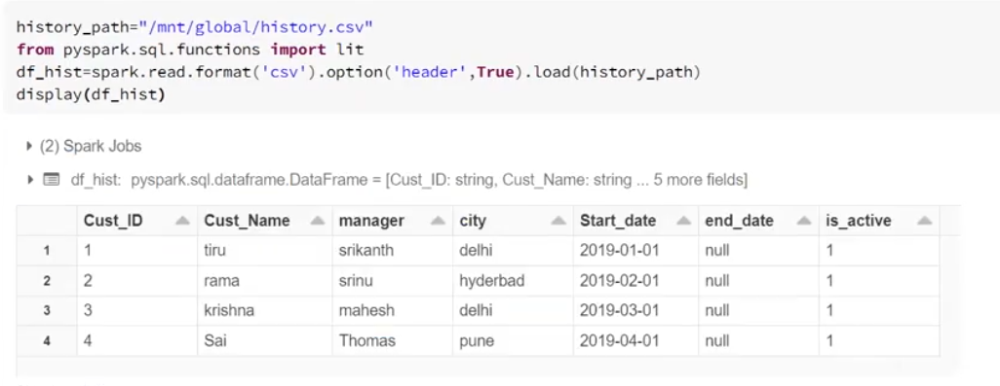 history_path="/mnt/global/history.csv"
from pyspark.sql.functions import lit
df_hist=spark.read.format('csv').option('header',True).load(history_path)
display(df_hist)
(2) Spark Jobs
df_hist: pyspark.sql.dataframe.DataFrame = [Cust_ID: string, Cust_Name: string ... 5 more fields]
Cust_ID Cust_Name manager city Start_date end_date is_active
1 1 tiru srikanth delhi 2019-01-01 null 1
2 2 rama srinu hyderbad 2019-02-01 null 1
3 3 krishna mahesh delhi 2019-03-01 null 1
4 4 Sai Thomas pune 2019-04-01 null 1